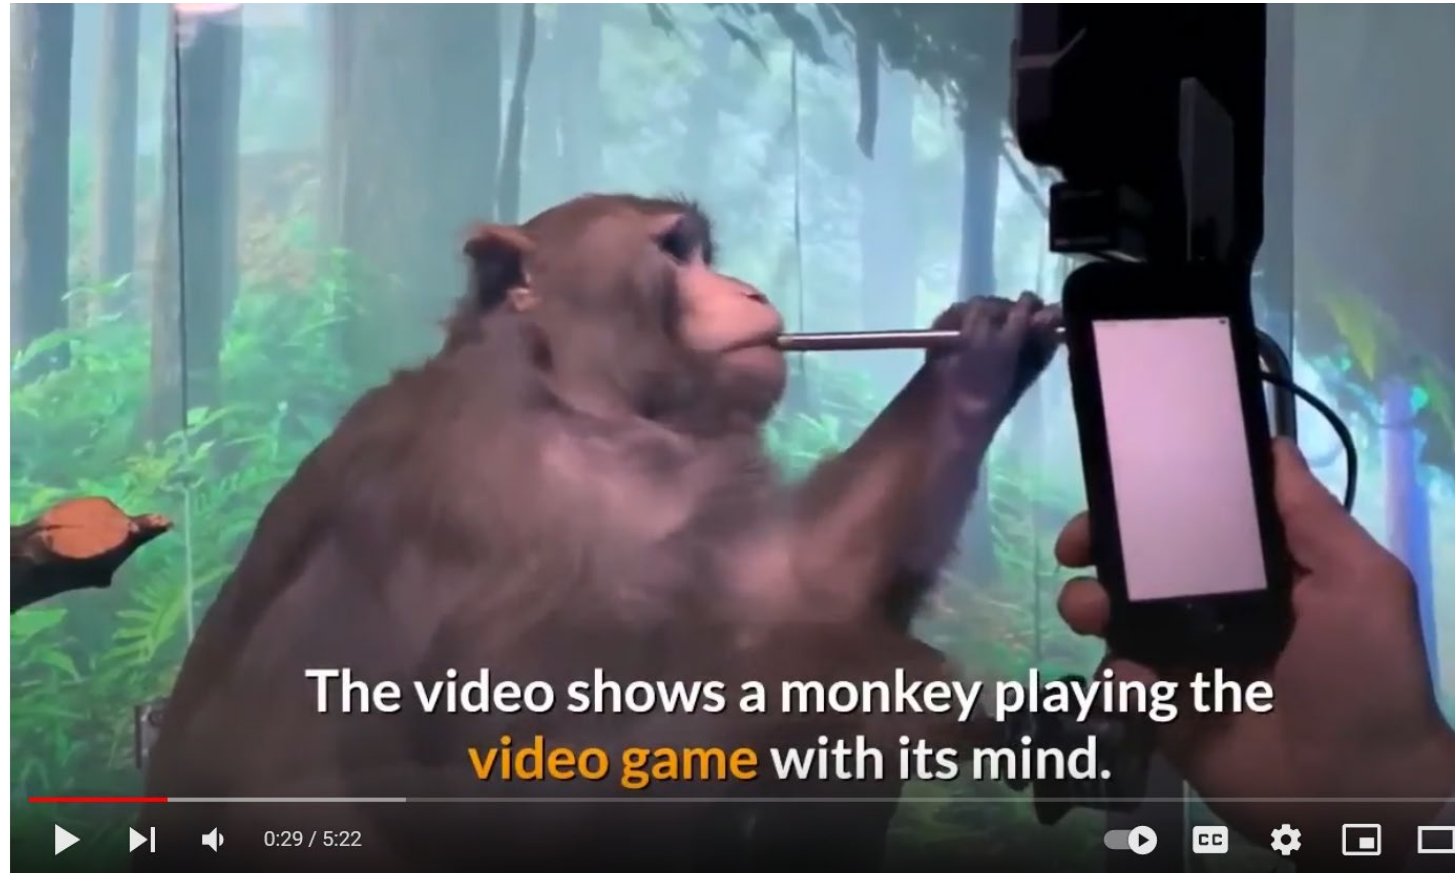 The video shows a monkey playing the
video game with its mind.
0:29 / 5:22
CC